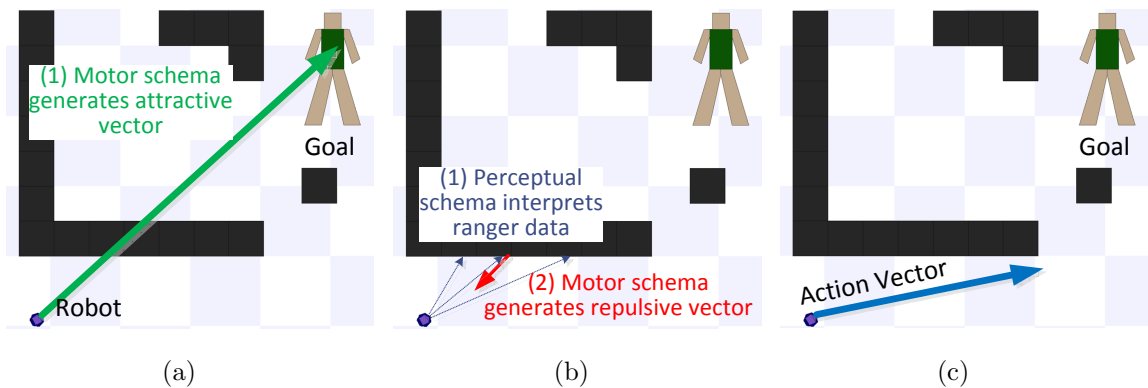 (1) Motor schema
generates attractive
vector
Goal
Robot
(a)
(1) Perceptual
schema interprets
ranger data
(2) Motor schema
generates repulsive vector
(b)
Goal
Action Vector
(c)